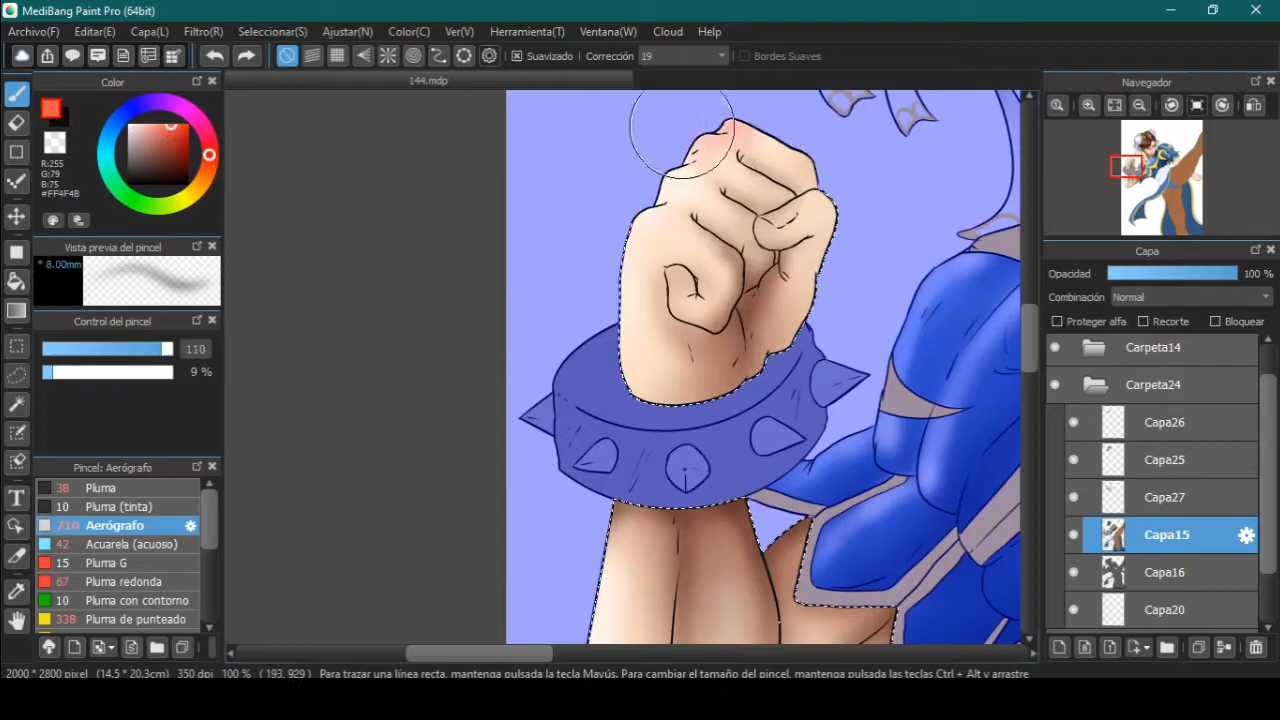 MediBang Paint Pro (64bit)
Archivo(F) Editar(E) Capa(L) Filtro(R) Seleccionar(S) Ajustar(N) Color(C) Ver(V) Herramienta(T) Ventana(W) Cloud Help
Suavizado Corrección 19 Bordes Suaves
144.mdp
Color
R:255
G:79
B:75
#FF4F4B
Vista previa del pincel
* 8.00mm
Control del pincel
110
9 %
Pincel: Aerógrafo
38 Pluma
10 Pluma (tinta)
710 Aerógrafo
42 Acuarela (acuoso)
15 Pluma G
67 Pluma redonda
10 Pluma con contorno
338 Pluma de punteado
Navegador
Capa
Opacidad 100 %
Combinación Normal
Proteger alfa Recorte Bloquear
Carpeta14
Carpeta24
Capa26
Capa25
Capa27
Capa15
Capa16
Capa20
2000 * 2800 píxel (14.5 * 20.3cm) 350 dpi 100 % ( 193, 929 ) Para trazar una línea recta, mantenga pulsada la tecla Mayús. Para cambiar el tamaño del pincel, mantenga pulsadas las teclas Ctrl + Alt y arrastre